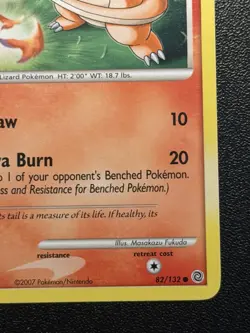 Lizard Pokémon HT: 2'00" WT: 18.7 lbs.
aw 10
a Burn 20
o 1 of your opponent's Benched Pokémon.
ess and Resistance for Benched Pokémon.)
ts tail is a measure of its life. If healthy, its
Illus. Masakazu Fukuda
resistance retreat cost
©2007 Pokémon/Nintendo 82/132